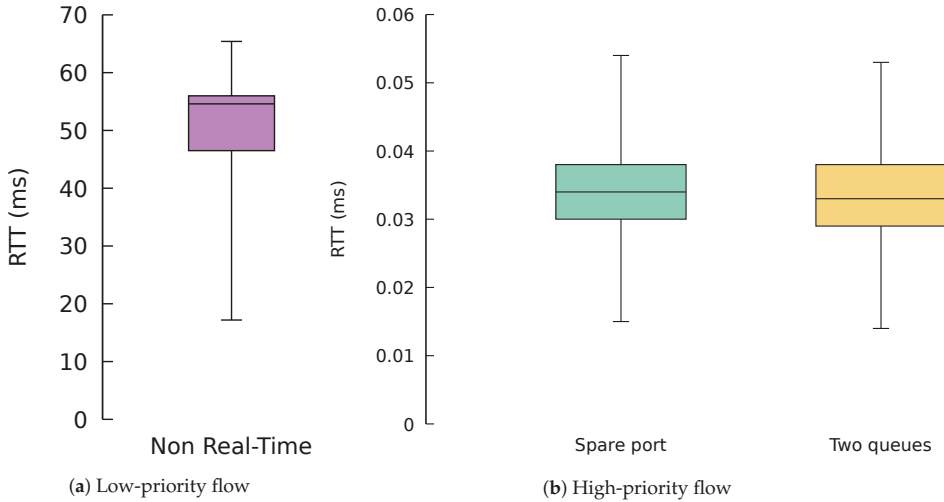 70
60
50
40
30
20
10
0
RTT (ms)
Non Real-Time
(a) Low-priority flow
0.06
0.05
0.04
0.03
0.02
0.01
0
RTT (ms)
Spare port
Two queues
(b) High-priority flow